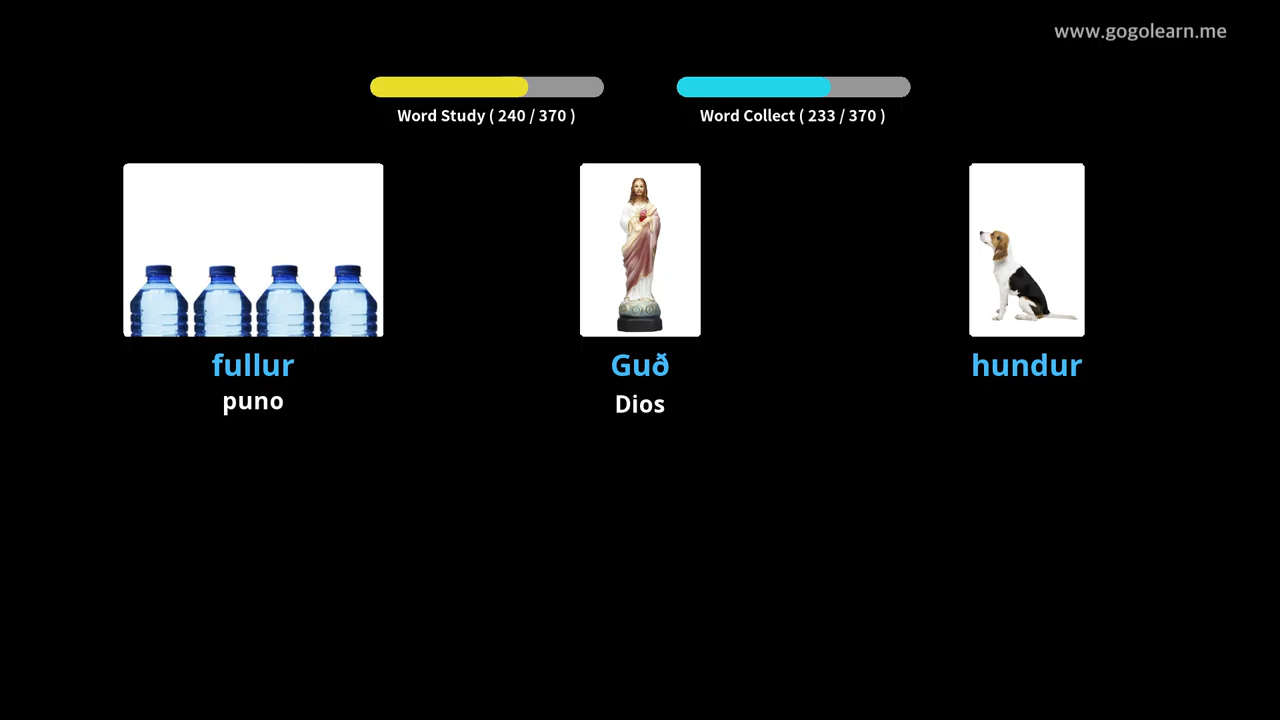 www.gogolearn.me
Word Study ( 240 / 370 )
Word Collect ( 233 / 370 )
fullur
Guð
hundur
puno
Dios